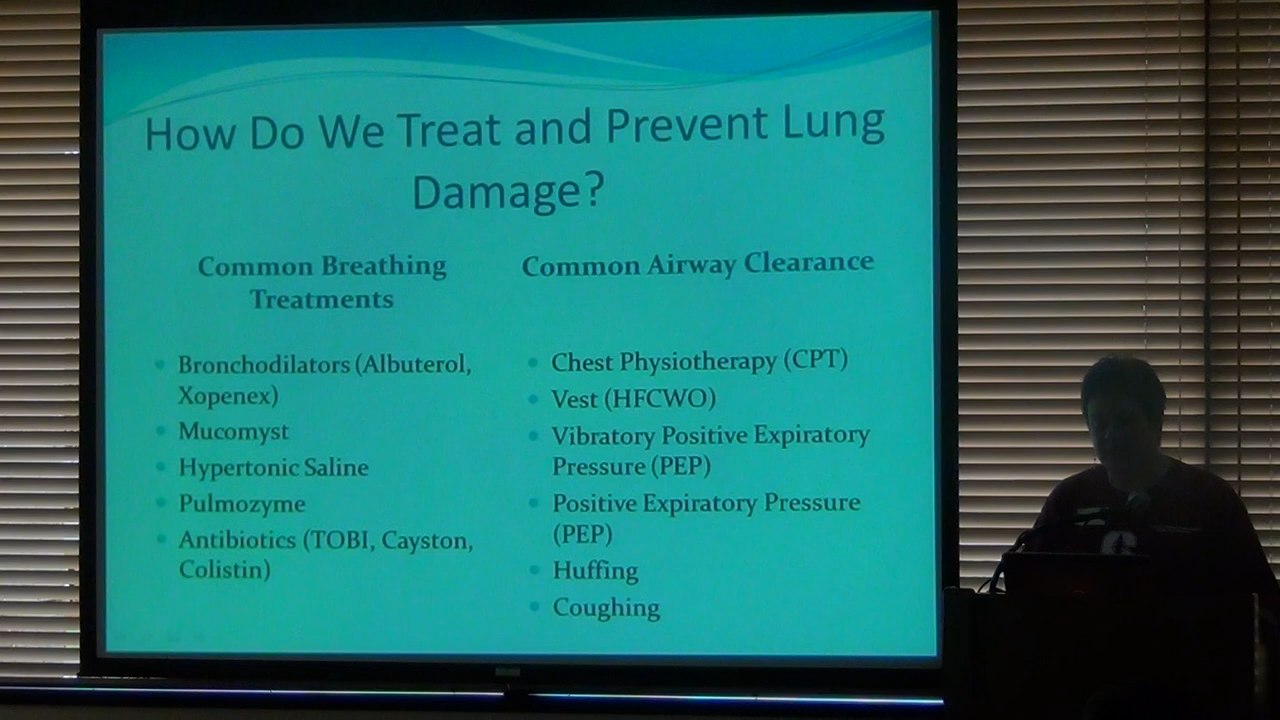 How Do We Treat and Prevent Lung
Damage?
Common Breathing
Treatments
Bronchodilators (Albuterol,
Xopenex)
Mucomyst
Hypertonic Saline
Pulmozyme
Antibiotics (TOBI, Cayston,
Colistin)
Common Airway Clearance
Chest Physiotherapy (CPT)
Vest (HFCWO)
Vibratory Positive Expiratory
Pressure (PEP)
Positive Expiratory Pressure
(PEP)
Huffing
Coughing